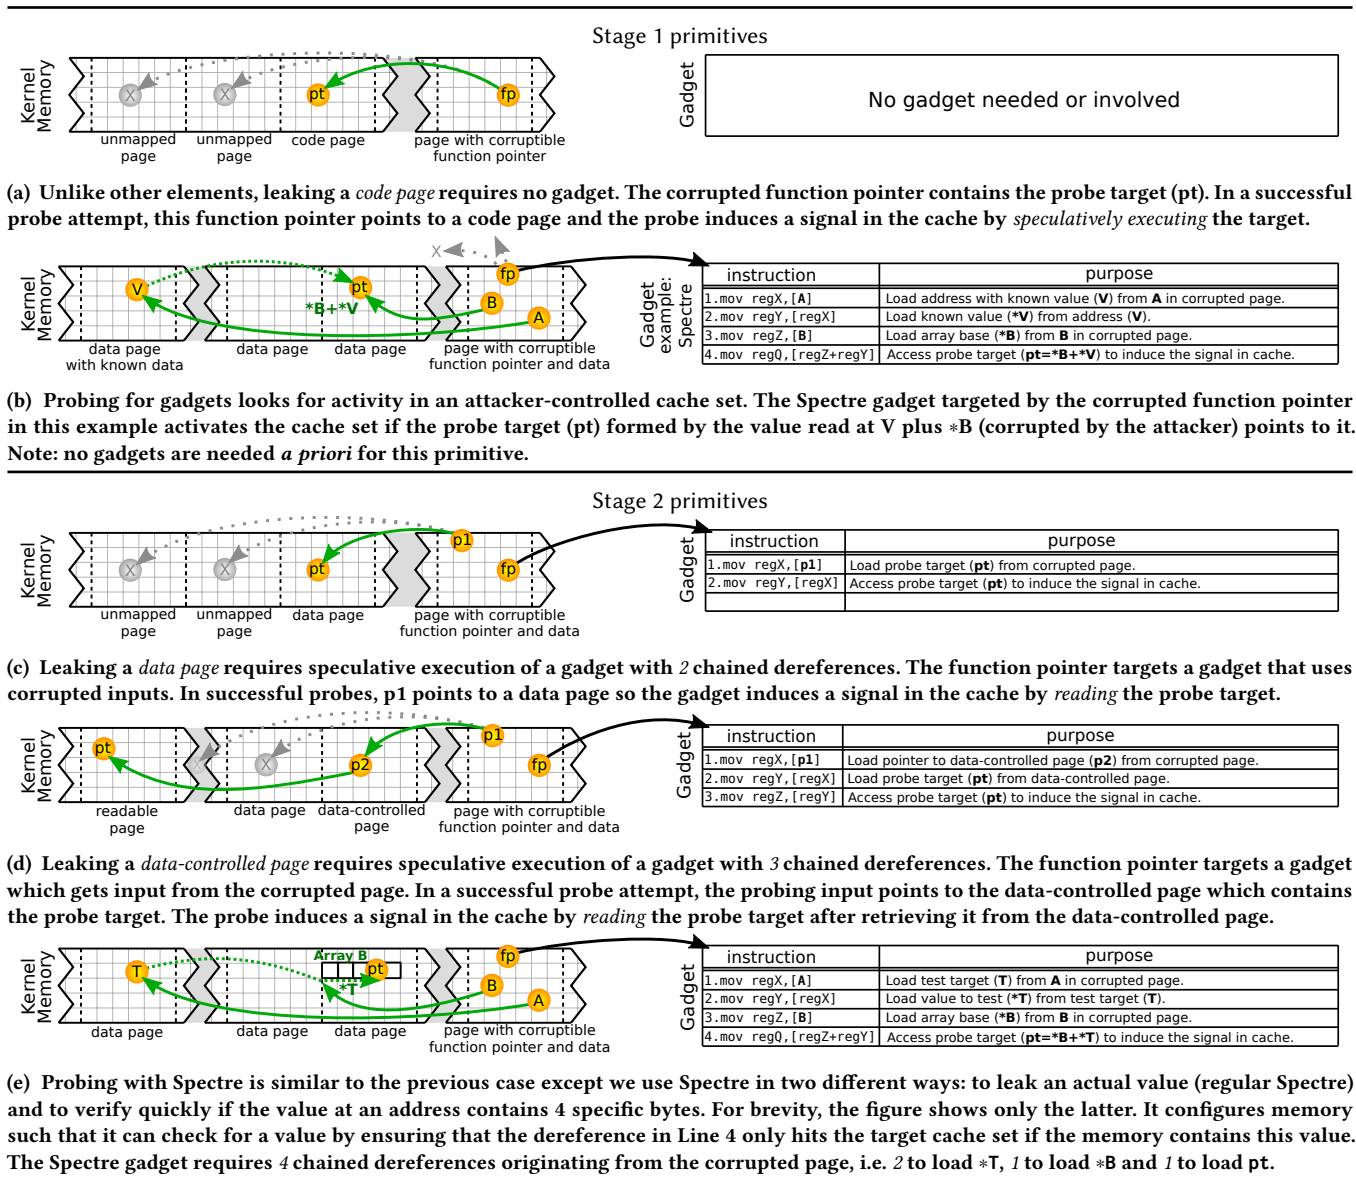 Stage 1 primitives
Kernel
Memory
X
X
pt
fp
unmapped
page
unmapped
page
code page
page with corruptible
function pointer
Gadget
No gadget needed or involved
(a) Unlike other elements, leaking a code page requires no gadget. The corrupted function pointer contains the probe target (pt). In a successful
probe attempt, this function pointer points to a code page and the probe induces a signal in the cache by speculatively executing the target.
Kernel
Memory
V
pt
*B+*V
X
fp
B
A
data page
with known data
data page
data page
page with corruptible
function pointer and data
Gadget
example:
Spectre
instruction purpose
1.mov regX,[A] Load address with known value (V) from A in corrupted page.
2.mov regY,[regX] Load known value (*V) from address (V).
3.mov regZ,[B] Load array base (*B) from B in corrupted page.
4.mov regQ,[regZ+regY] Access probe target (pt=*B+*V) to induce the signal in cache.
(b) Probing for gadgets looks for activity in an attacker-controlled cache set. The Spectre gadget targeted by the corrupted function pointer
in this example activates the cache set if the probe target (pt) formed by the value read at V plus *B (corrupted by the attacker) points to it.
Note: no gadgets are needed a priori for this primitive.
Stage 2 primitives
Kernel
Memory
X
X
pt
p1
fp
unmapped
page
unmapped
page
data page
page with corruptible
function pointer and data
Gadget
instruction purpose
1.mov regX,[p1] Load probe target (pt) from corrupted page.
2.mov regY,[regX] Access probe target (pt) to induce the signal in cache.
(c) Leaking a data page requires speculative execution of a gadget with 2 chained dereferences. The function pointer targets a gadget that uses
corrupted inputs. In successful probes, p1 points to a data page so the gadget induces a signal in the cache by reading the probe target.
Kernel
Memory
pt
X
X
p2
p1
fp
readable
page
data page
data-controlled
page
page with corruptible
function pointer and data
Gadget
instruction purpose
1.mov regX,[p1] Load pointer to data-controlled page (p2) from corrupted page.
2.mov regY,[regX] Load probe target (pt) from data-controlled page.
3.mov regZ,[regY] Access probe target (pt) to induce the signal in cache.
(d) Leaking a data-controlled page requires speculative execution of a gadget with 3 chained dereferences. The function pointer targets a gadget
which gets input from the corrupted page. In a successful probe attempt, the probing input points to the data-controlled page which contains
the probe target. The probe induces a signal in the cache by reading the probe target after retrieving it from the data-controlled page.
Kernel
Memory
T
Array B
pt
*T
fp
B
A
data page
data page
data page
page with corruptible
function pointer and data
Gadget
instruction purpose
1.mov regX,[A] Load test target (T) from A in corrupted page.
2.mov regY,[regX] Load value to test (*T) from test target (T).
3.mov regZ,[B] Load array base (*B) from B in corrupted page.
4.mov regQ,[regZ+regY] Access probe target (pt=*B+*T) to induce the signal in cache.
(e) Probing with Spectre is similar to the previous case except we use Spectre in two different ways: to leak an actual value (regular Spectre)
and to verify quickly if the value at an address contains 4 specific bytes. For brevity, the figure shows only the latter. It configures memory
such that it can check for a value by ensuring that the dereference in Line 4 only hits the target cache set if the memory contains this value.
The Spectre gadget requires 4 chained dereferences originating from the corrupted page, i.e. 2 to load *T, 1 to load *B and 1 to load pt.